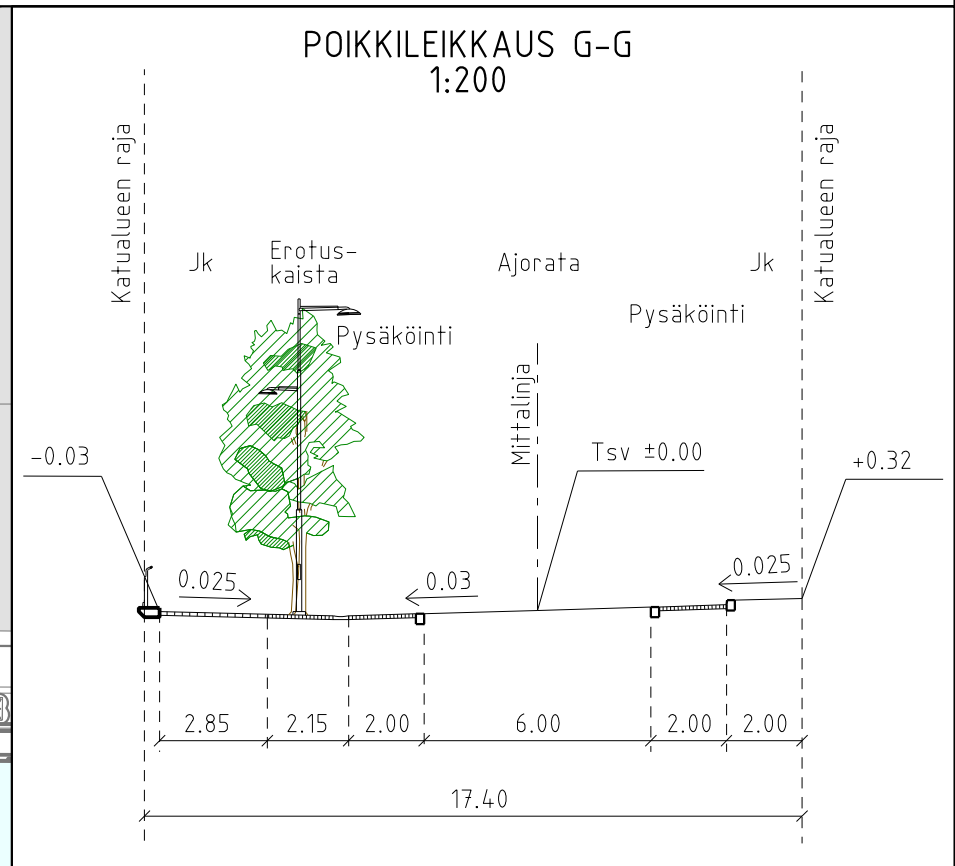 POIKKILEIKKAUS G-G
1:200
Katualueen raja
Jk
Erotus-
kaista
Pysäköinti
Ajorata
Pysäköinti
Jk
Katualueen raja
Mittalinja
-0.03
Tsv ±0.00
+0.32
0.025
0.03
0.025
2.85
2.15
2.00
6.00
2.00
2.00
17.40